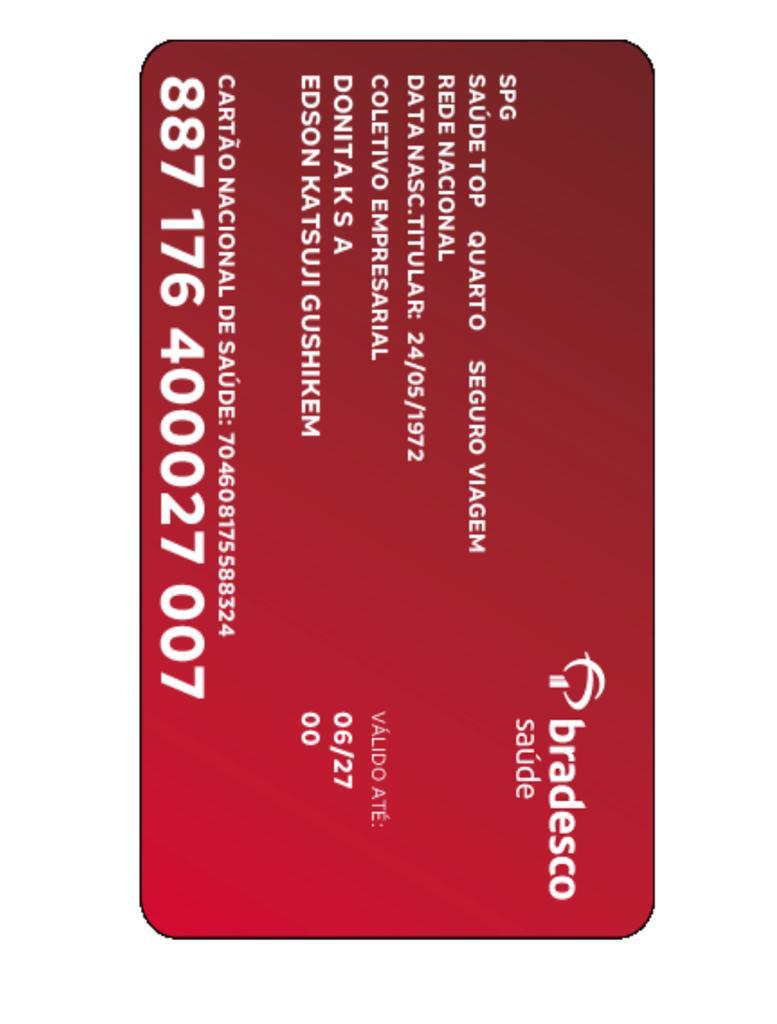 bradesco
saúde
SPG
SAÚDE TOP QUARTO SEGURO VIAGEM
REDE NACIONAL
DATA NASC.TITULAR: 24/05/1972
COLETIVO EMPRESARIAL
VÁLIDO ATÉ:
DONITA K S A
06/27
EDSON KATSUJI GUSHIKEM
00
CARTÃO NACIONAL DE SAÚDE: 704608175588324
887 176 400027 007